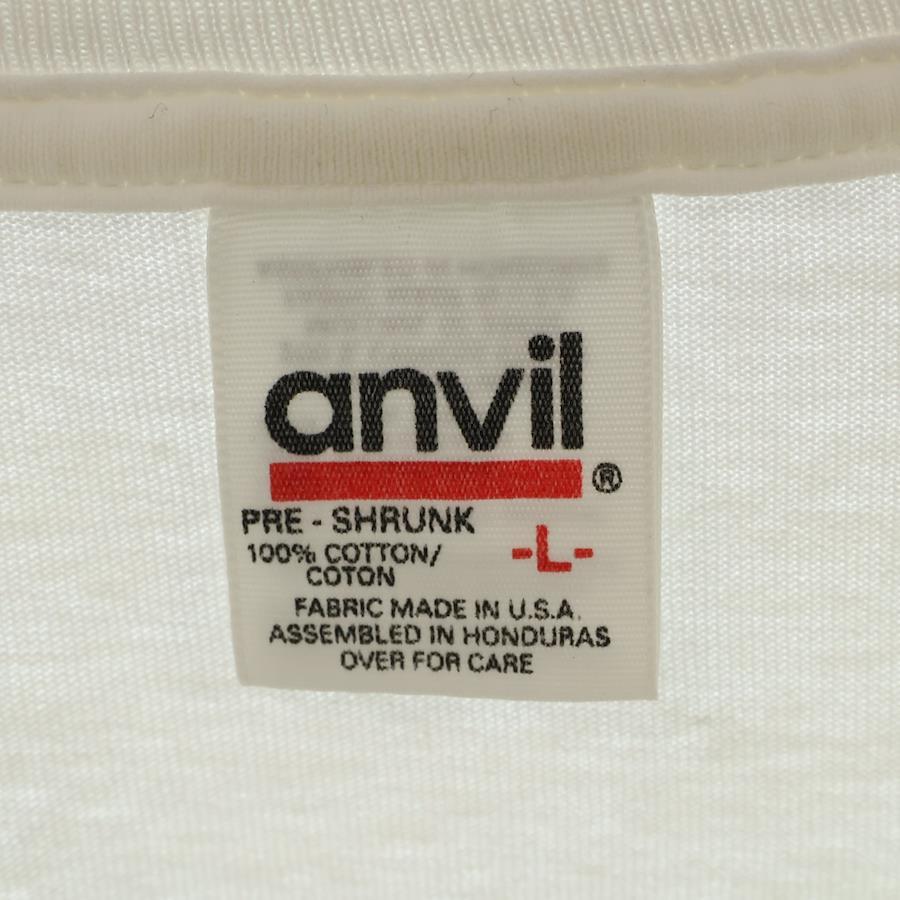 anvil
®
PRE - SHRUNK
100% COTTON/
COTON
-L-
FABRIC MADE IN U.S.A.
ASSEMBLED IN HONDURAS
OVER FOR CARE